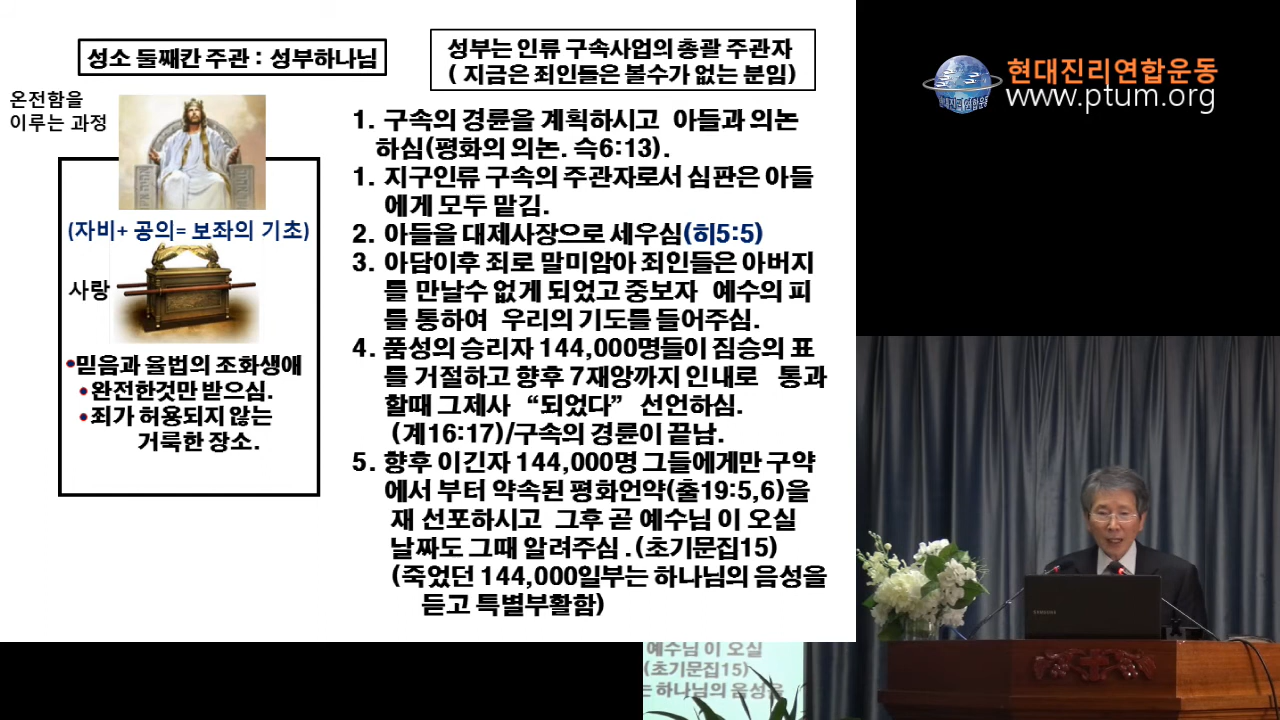 성소 둘째칸 주관 : 성부하나님
온전함을
이루는 과정
(자비+ 공의= 보좌의 기초)
사랑
•믿음과 율법의 조화생애
•완전한것만 받으심.
•죄가 허용되지 않는
거룩한 장소.
성부는 인류 구속사업의 총괄 주관자
( 지금은 죄인들은 볼수가 없는 분임)
1. 구속의 경륜을 계획하시고 아들과 의논
하심(평화의 의논. 슥6:13).
1. 지구인류 구속의 주관자로서 심판은 아들
에게 모두 맡김.
2. 아들을 대제사장으로 세우심(히5:5)
3. 아담이후 죄로 말미암아 죄인들은 아버지
를 만날수 없게 되었고 중보자 예수의 피
를 통하여 우리의 기도를 들어주심.
4. 품성의 승리자 144,000명들이 짐승의 표
를 거절하고 향후 7재앙까지 인내로 통과
할때 그제사 “되었다” 선언하심.
(계16:17)/구속의 경륜이 끝남.
5. 향후 이긴자 144,000명 그들에게만 구약
에서 부터 약속된 평화언약(출19:5,6)을
재 선포하시고 그후 곧 예수님 이 오실
날짜도 그때 알려주심 .(초기문집15)
(죽었던 144,000일부는 하나님의 음성을
듣고 특별부활함)
현대진리연합운동
현대진리연합운동
www.ptum.org
SAMSUNG
예수님 이 오실
(초기문집15)
는 하나님의 음성을